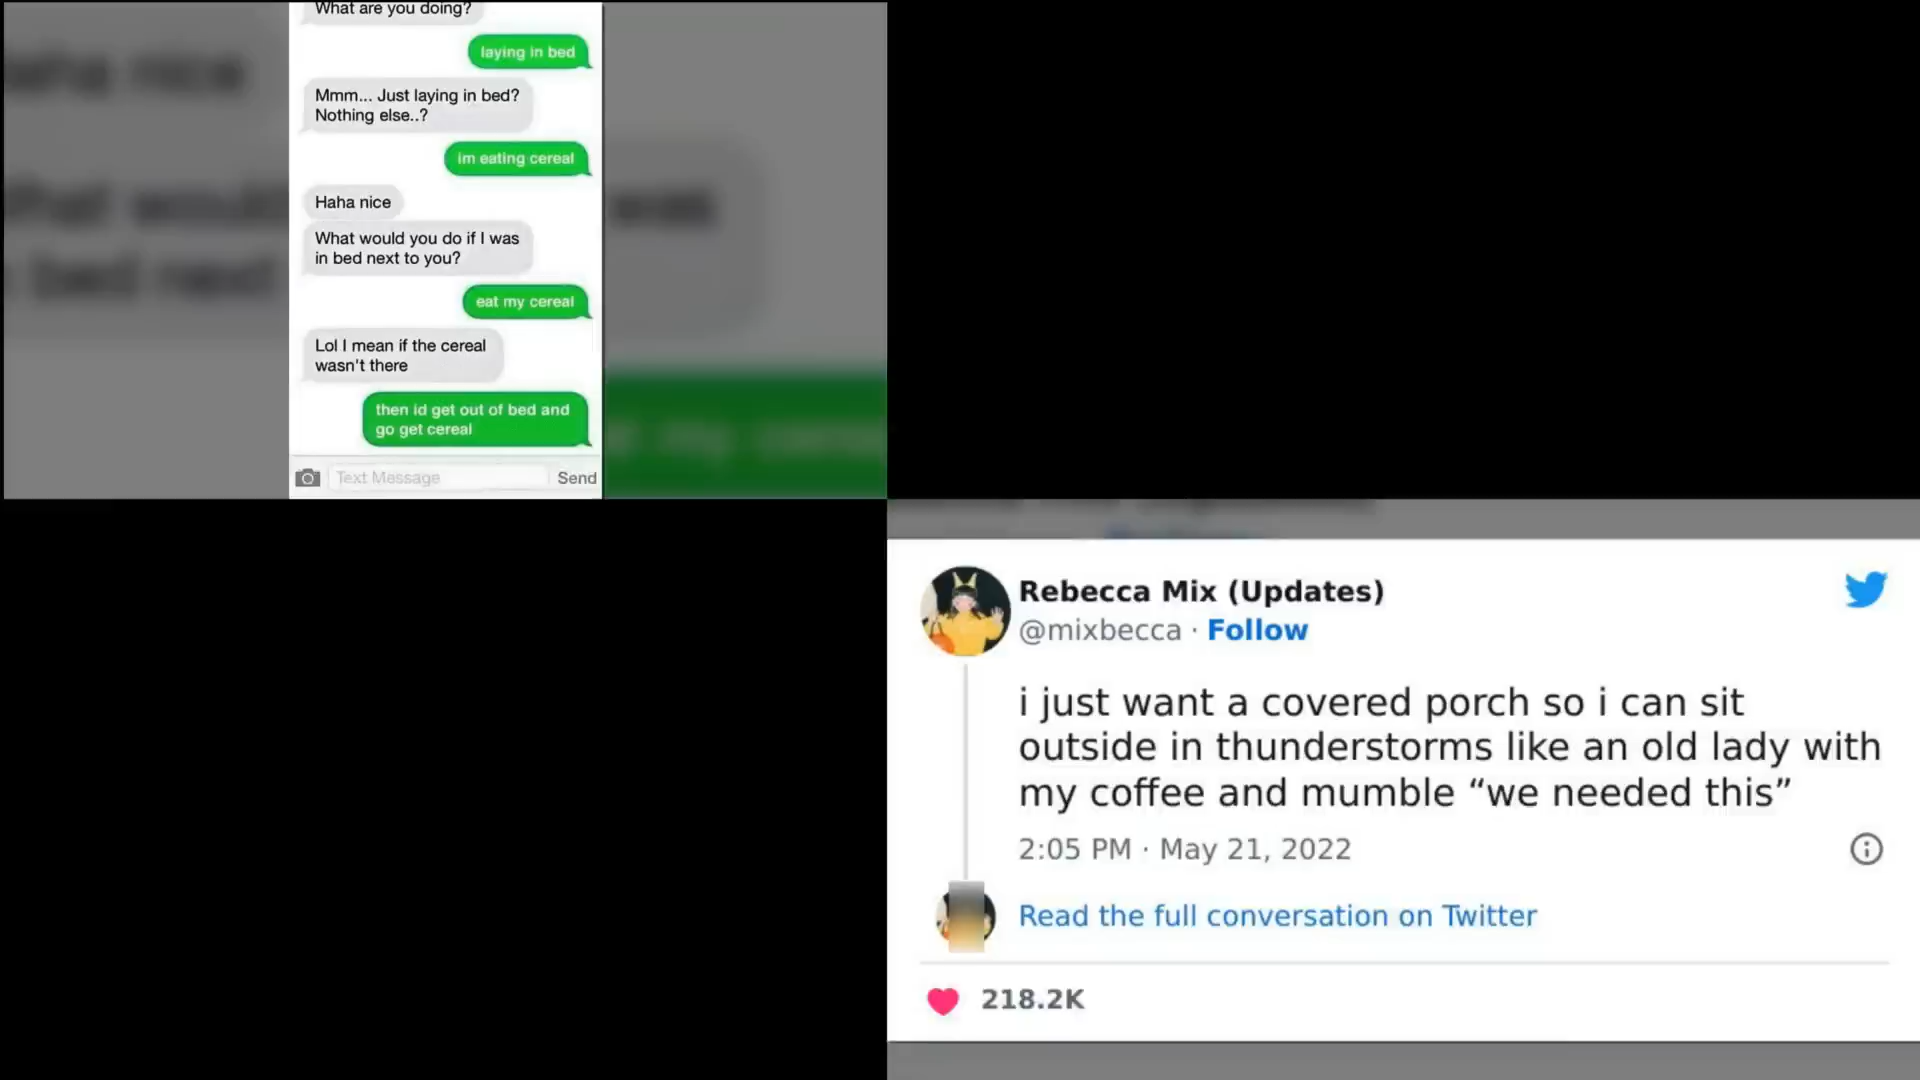 What are you doing?
laying in bed
Mmm... Just laying in bed?
Nothing else..?
im eating cereal
Haha nice
What would you do if I was
in bed next to you?
eat my cereal
Lol I mean if the cereal
wasn't there
then id get out of bed and
go get cereal
Text Message Send
Rebecca Mix (Updates)
@mixbecca · Follow
i just want a covered porch so i can sit
outside in thunderstorms like an old lady with
my coffee and mumble “we needed this”
2:05 PM · May 21, 2022
Read the full conversation on Twitter
218.2K